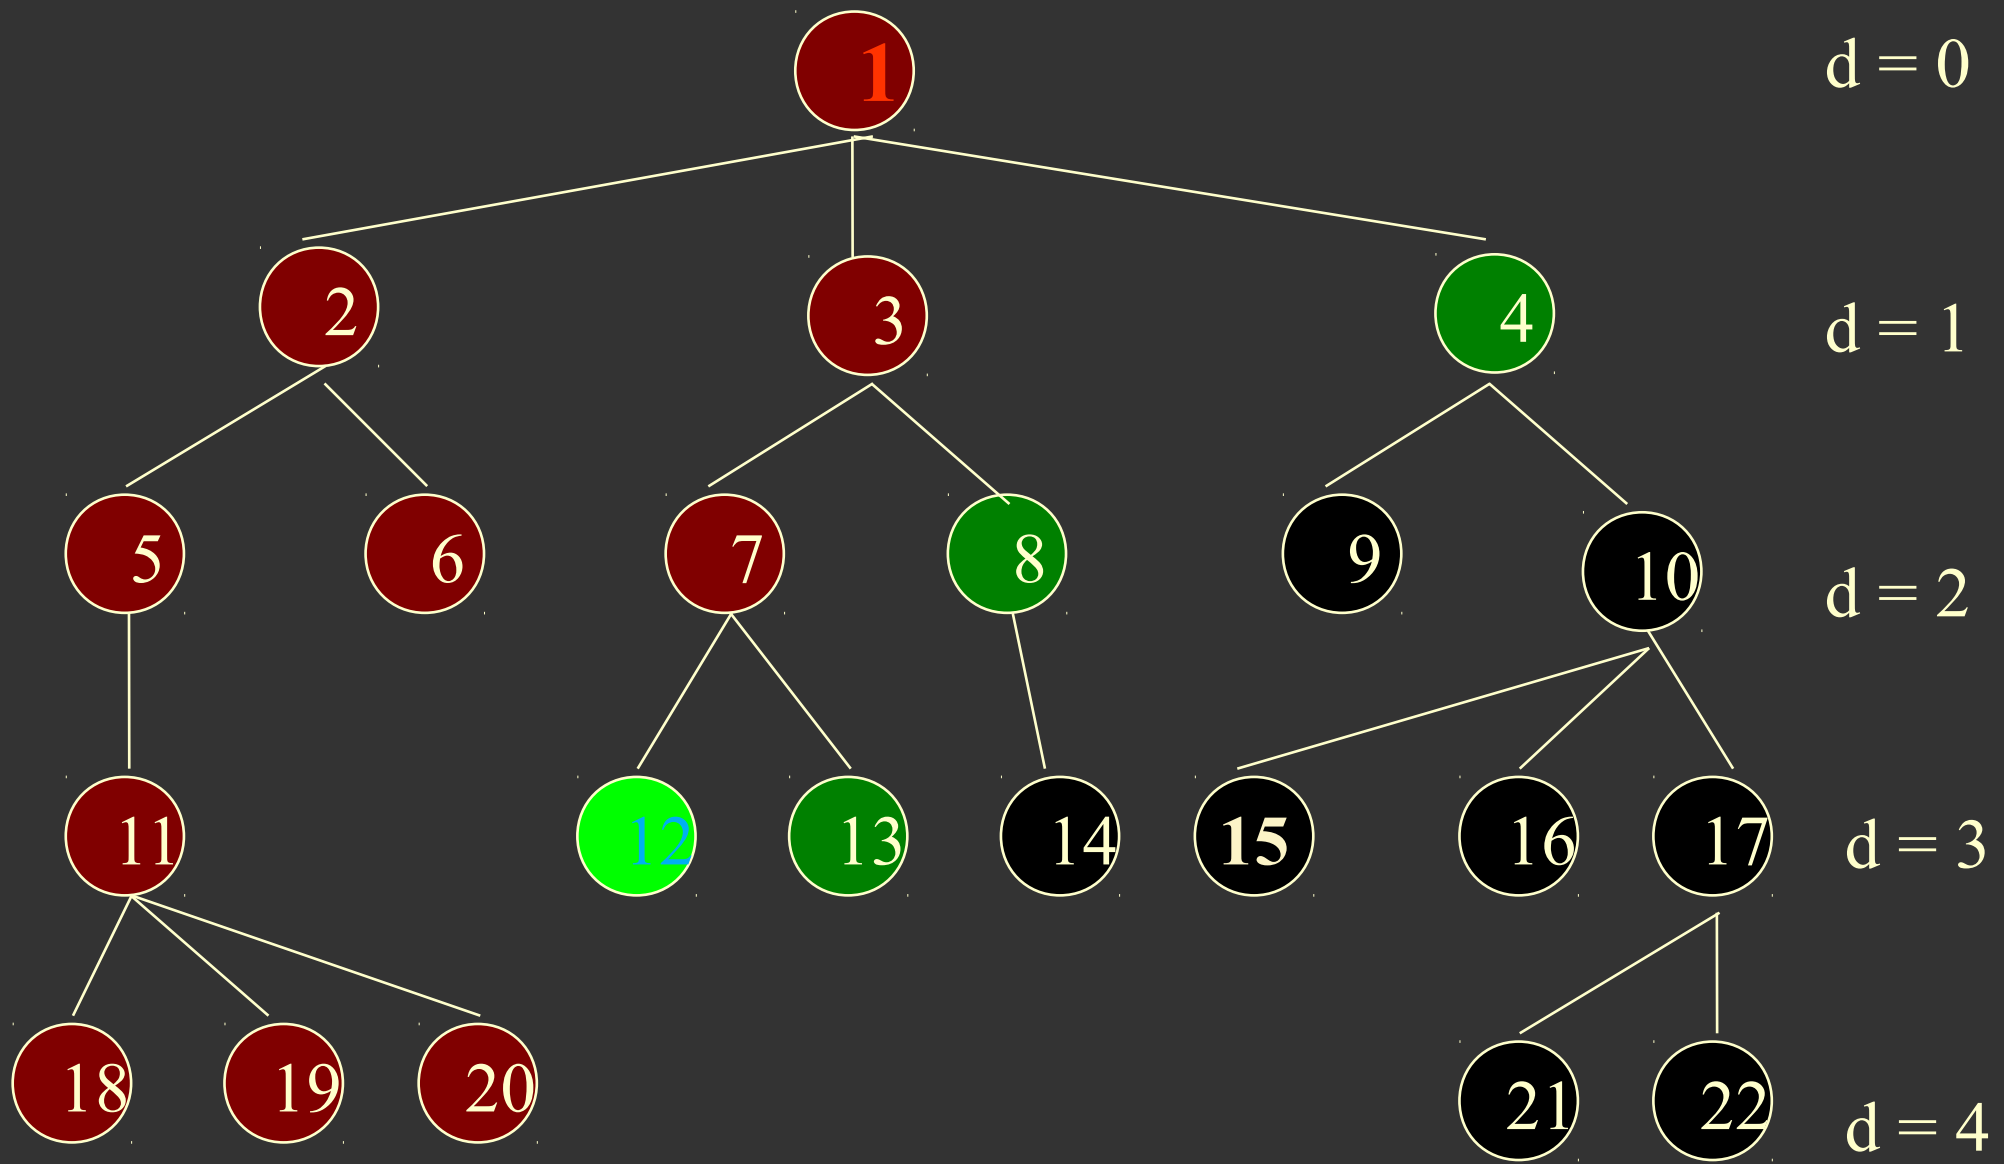 1 d = 0
2 3 4 d = 1
5 6 7 8 9 10 d = 2
11 12 13 14 15 16 17 d = 3
18 19 20 21 22 d = 4